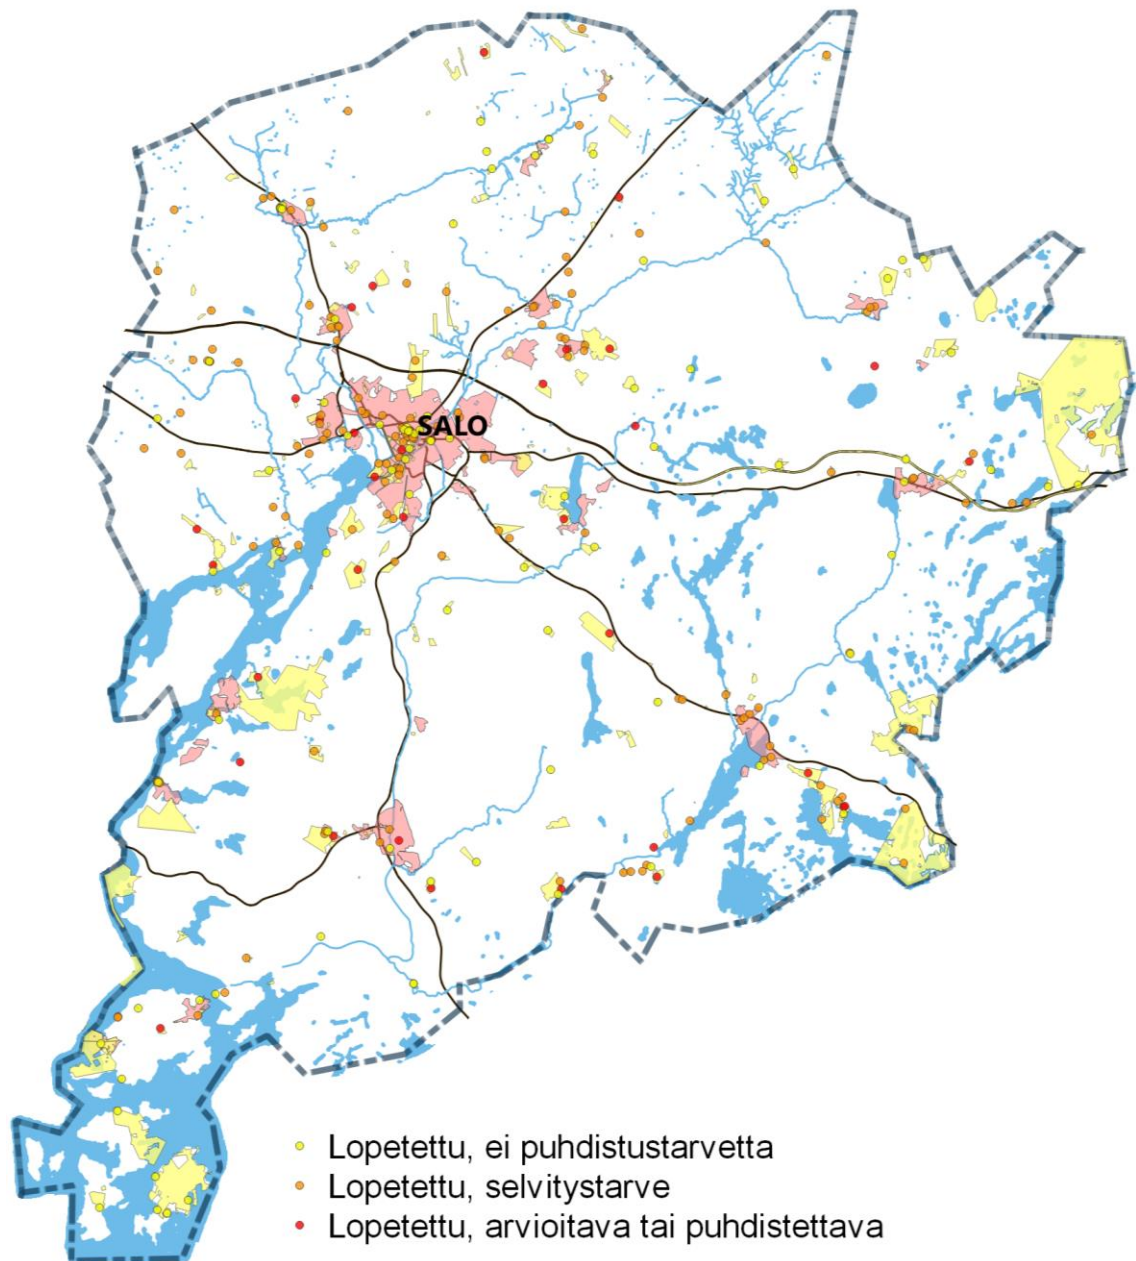 SALO
Lopetettu, ei puhdistustarvetta
Lopetettu, selvitystarve
Lopetettu, arvioitava tai puhdistettava